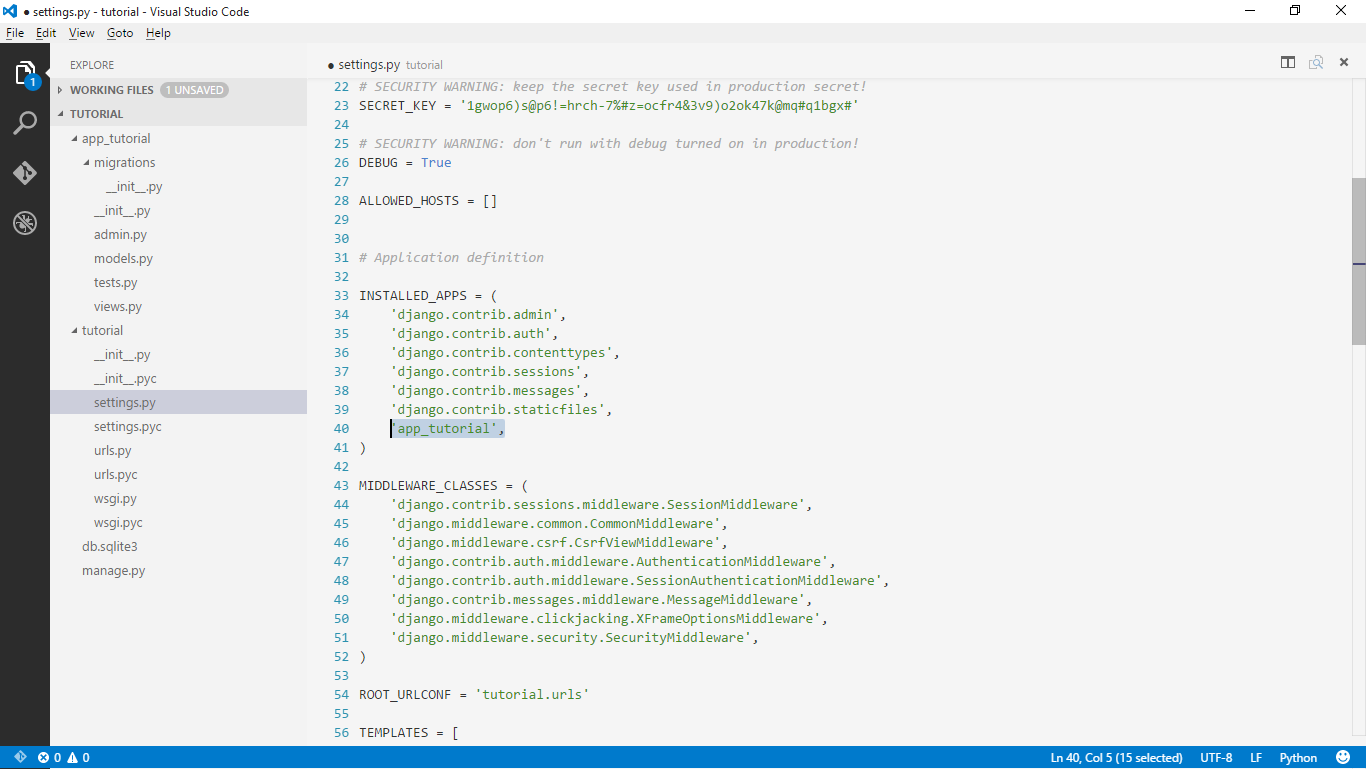 ● settings.py - tutorial - Visual Studio Code
File Edit View Goto Help
EXPLORE
WORKING FILES 1 UNSAVED
TUTORIAL
app_tutorial
migrations
__init__.py
__init__.py
admin.py
models.py
tests.py
views.py
tutorial
__init__.py
__init__.pyc
settings.py
settings.pyc
urls.py
urls.pyc
wsgi.py
wsgi.pyc
db.sqlite3
manage.py
1
● settings.py tutorial
22 # SECURITY WARNING: keep the secret key used in production secret!
23 SECRET_KEY = '1gwop6)s@p6!=hrch-7%#z=ocfr4&3v9)o2ok47k@mq#q1bgx#'
24
25 # SECURITY WARNING: don't run with debug turned on in production!
26 DEBUG = True
27
28 ALLOWED_HOSTS = []
29
30
31 # Application definition
32
33 INSTALLED_APPS = (
34     'django.contrib.admin',
35     'django.contrib.auth',
36     'django.contrib.contenttypes',
37     'django.contrib.sessions',
38     'django.contrib.messages',
39     'django.contrib.staticfiles',
40     'app_tutorial',
41 )
42
43 MIDDLEWARE_CLASSES = (
44     'django.contrib.sessions.middleware.SessionMiddleware',
45     'django.middleware.common.CommonMiddleware',
46     'django.middleware.csrf.CsrfViewMiddleware',
47     'django.contrib.auth.middleware.AuthenticationMiddleware',
48     'django.contrib.auth.middleware.SessionAuthenticationMiddleware',
49     'django.contrib.messages.middleware.MessageMiddleware',
50     'django.middleware.clickjacking.XFrameOptionsMiddleware',
51     'django.middleware.security.SecurityMiddleware',
52 )
53
54 ROOT_URLCONF = 'tutorial.urls'
55
56 TEMPLATES = [
0 0 Ln 40, Col 5 (15 selected) UTF-8 LF Python